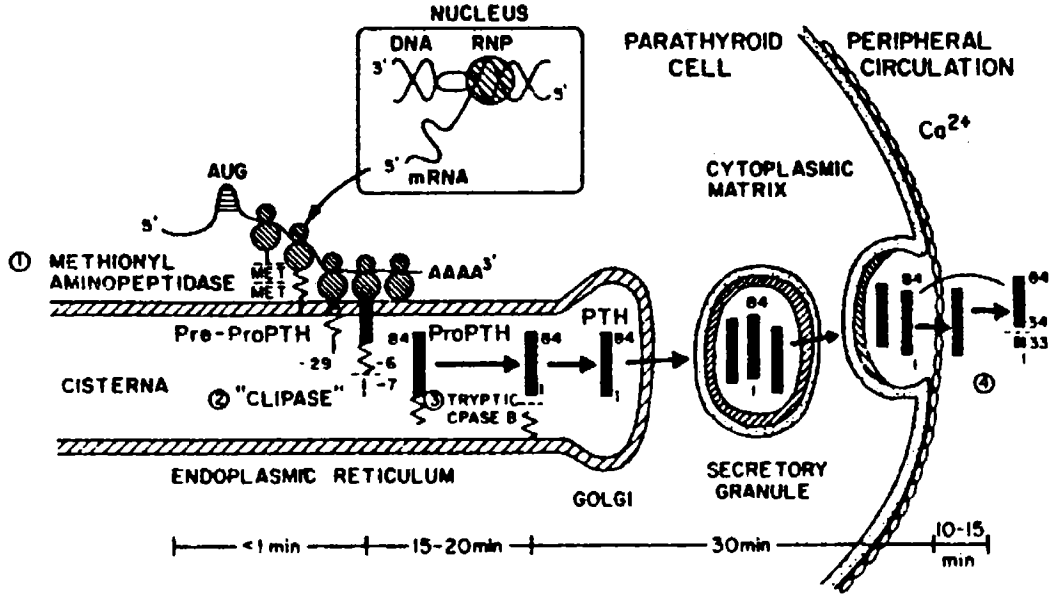 NUCLEUS
DNA RNP
3'
5'
5' mRNA
PARATHYROID
CELL
PERIPHERAL
CIRCULATION
Ca2+
CYTOPLASMIC
MATRIX
AUG
5'
① METHIONYL
AMINOPEPTIDASE
MET
MET
AAAA3'
Pre-ProPTH
84 ProPTH
84
PTH
84
84
84
84
-29
-6
-7
34
33
CISTERNA
② "CLIPASE"
③ TRYPTIC
CPASE B
1
1
1
1
④
ENDOPLASMIC RETICULUM
GOLGI
SECRETORY
GRANULE
<1 min
15-20min
30min
10-15
min